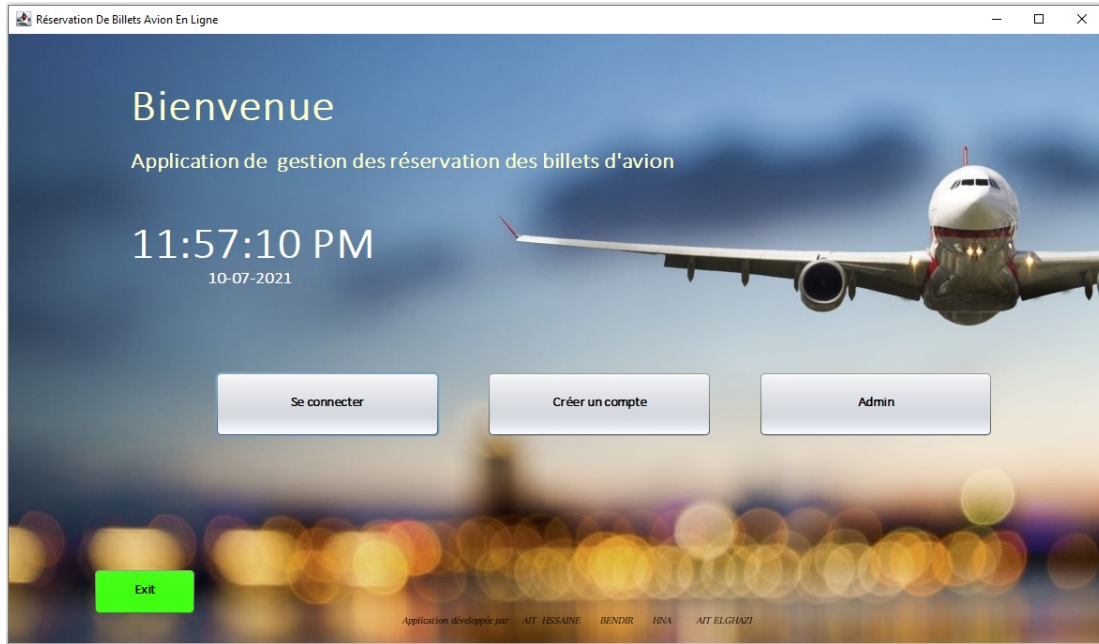 Réservation De Billets Avion En Ligne
Bienvenue
Application de gestion des réservation des billets d'avion
11:57:10 PM
10-07-2021
Se connecter
Créer un compte
Admin
Exit
Application développée par AIT HSSAINE BENDIR HNA AIT ELGHAZI